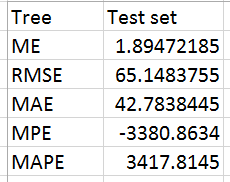 Tree Test set
ME 1.89472185
RMSE 65.1483755
MAE 42.7838445
MPE -3380.8634
MAPE 3417.8145